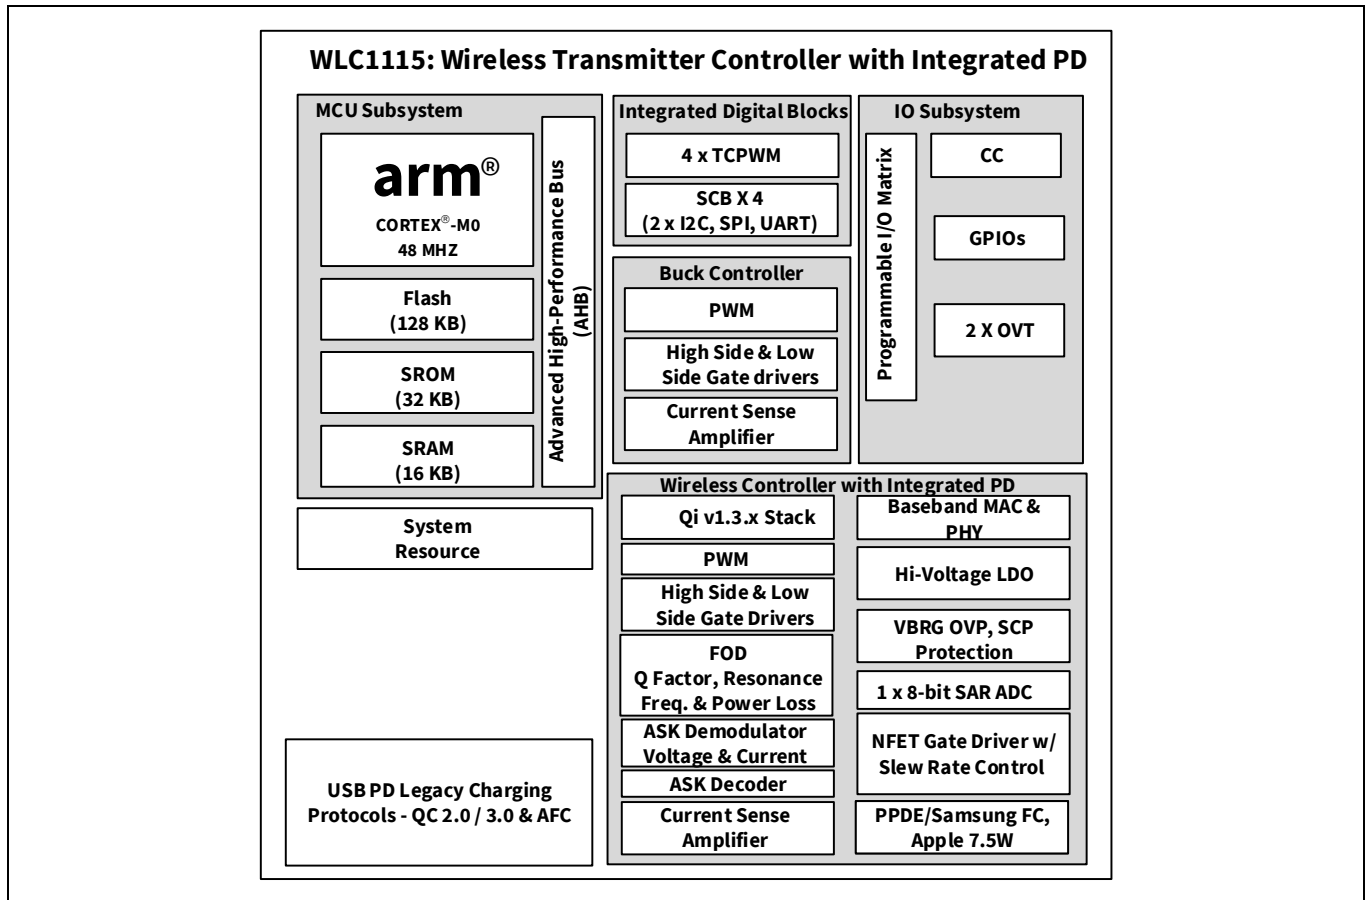 WLC1115: Wireless Transmitter Controller with Integrated PD
MCU Subsystem
arm®
CORTEX®-M0
48 MHZ
Flash
(128 KB)
SROM
(32 KB)
SRAM
(16 KB)
Advanced High-Performance Bus
(AHB)
System
Resource
USB PD Legacy Charging
Protocols - QC 2.0 / 3.0 & AFC
Integrated Digital Blocks
4 x TCPWM
SCB X 4
(2 x I2C, SPI, UART)
Buck Controller
PWM
High Side & Low
Side Gate drivers
Current Sense
Amplifier
IO Subsystem
Programmable I/O Matrix
CC
GPIOs
2 X OVT
Wireless Controller with Integrated PD
Qi v1.3.x Stack
PWM
High Side & Low
Side Gate Drivers
FOD
Q Factor, Resonance
Freq. & Power Loss
ASK Demodulator
Voltage & Current
ASK Decoder
Current Sense
Amplifier
Baseband MAC &
PHY
Hi-Voltage LDO
VBRG OVP, SCP
Protection
1 x 8-bit SAR ADC
NFET Gate Driver w/
Slew Rate Control
PPDE/Samsung FC,
Apple 7.5W